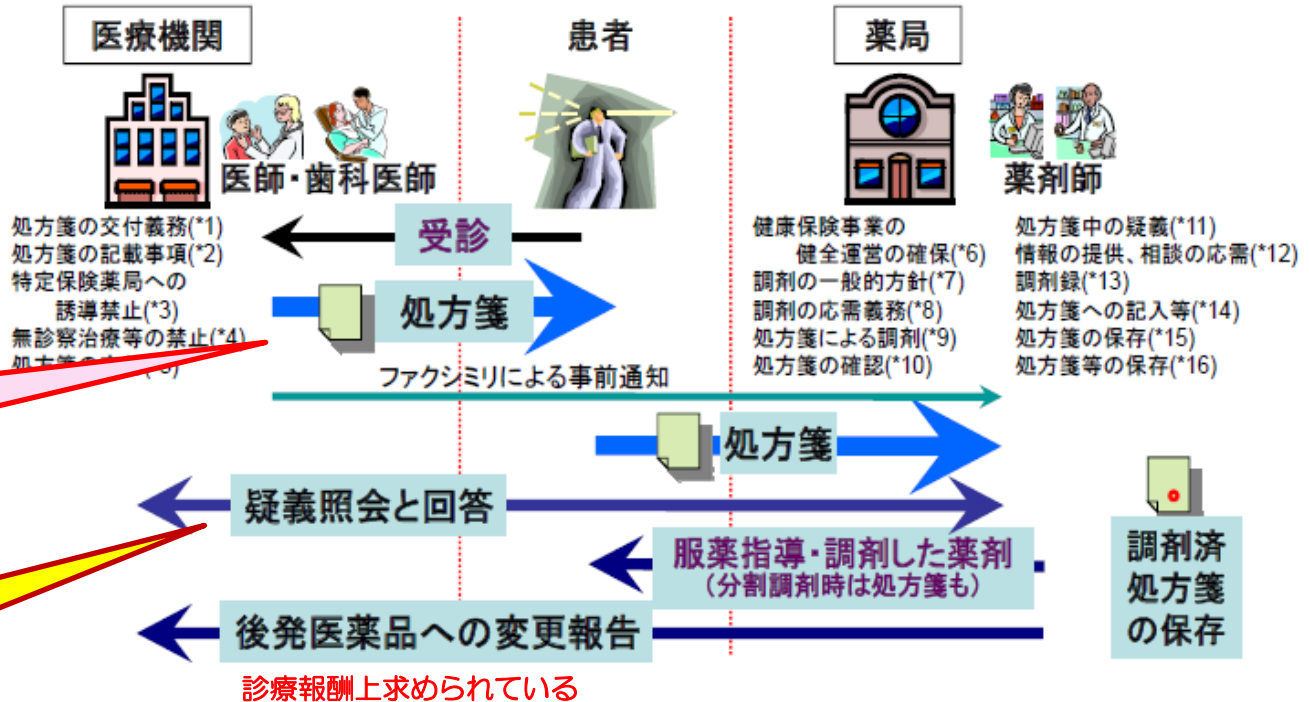 医療機関
患者
薬局
医師・歯科医師
薬剤師
処方箋の交付義務(*1)
処方箋の記載事項(*2)
特定保険薬局への
誘導禁止(*3)
無診察治療等の禁止(*4)
受診
処方箋
健康保険事業の
健全運営の確保(*6)
調剤の一般的方針(*7)
調剤の応需義務(*8)
処方箋による調剤(*9)
処方箋の確認(*10)
処方箋中の疑義(*11)
情報の提供、相談の応需(*12)
調剤録(*13)
処方箋への記入等(*14)
処方箋の保存(*15)
処方箋等の保存(*16)
ファクシミリによる事前通知
処方箋
疑義照会と回答
服薬指導・調剤した薬剤
(分割調剤時は処方箋も)
後発医薬品への変更報告
診療報酬上求められている
調剤済
処方箋
の保存